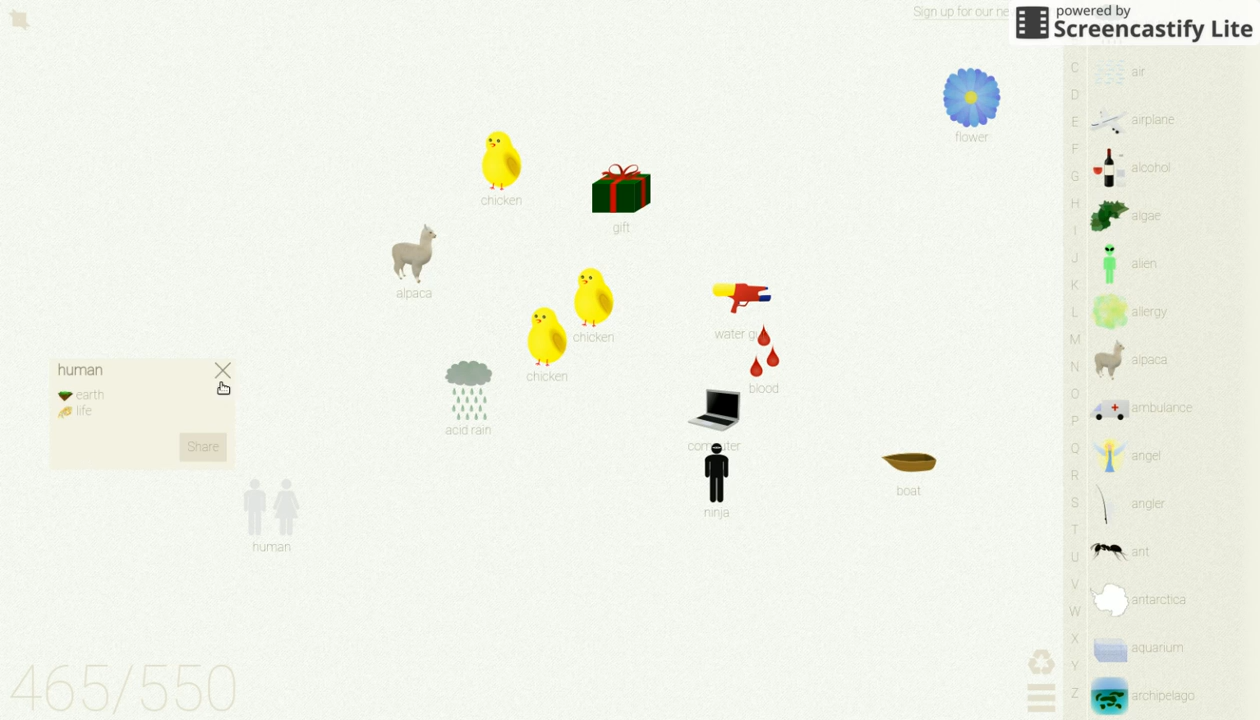 Sign up for our ne
powered by
Screencastify Lite
flower
chicken
gift
alpaca
chicken
water g
chicken
blood
human
earth
life
Share
acid rain
computer
boat
ninja
human
465/550
C
D
E
F
G
H
I
J
K
L
M
N
O
P
Q
R
S
T
U
V
W
X
Y
Z
air
airplane
alcohol
algae
alien
allergy
alpaca
ambulance
angel
angler
ant
antarctica
aquarium
archipelago